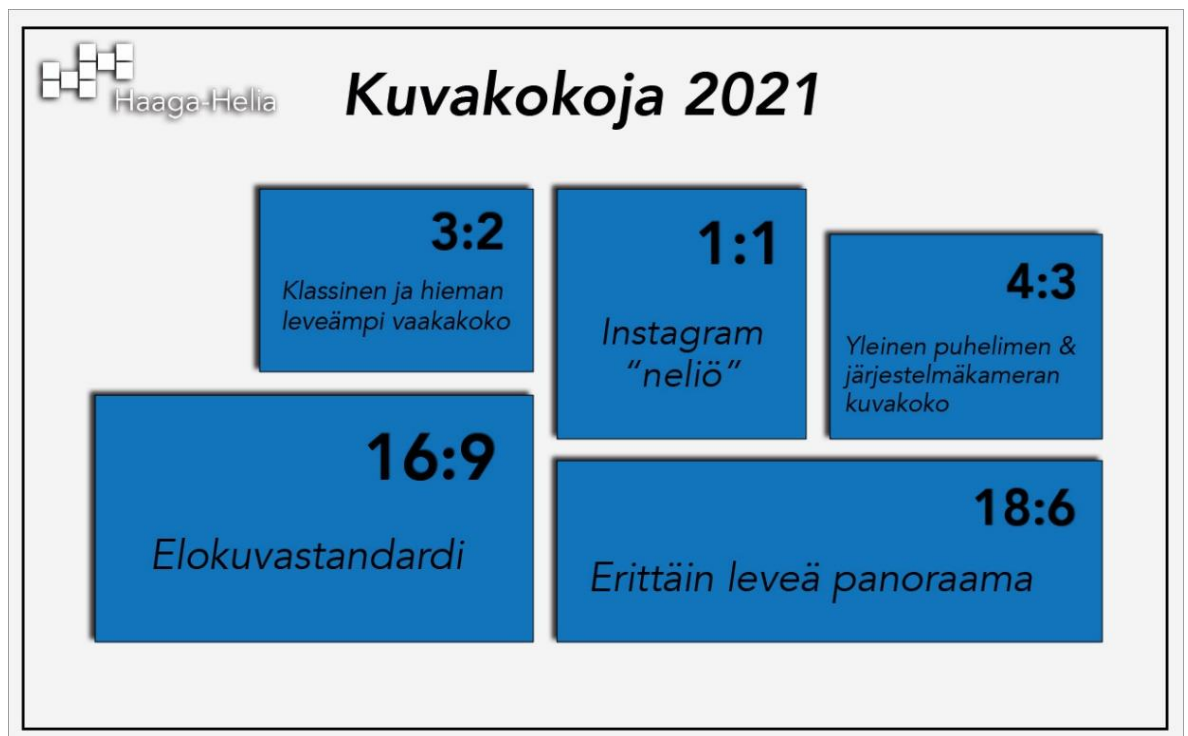 Haaga-Helia
Kuvakokoja 2021
3:2
Klassinen ja hieman
leveämpi vaakakoko
1:1
Instagram
”neliö”
4:3
Yleinen puhelimen &
järjestelmäkameran
kuvakoko
16:9
Elokuvastandardi
18:6
Erittäin leveä panoraama